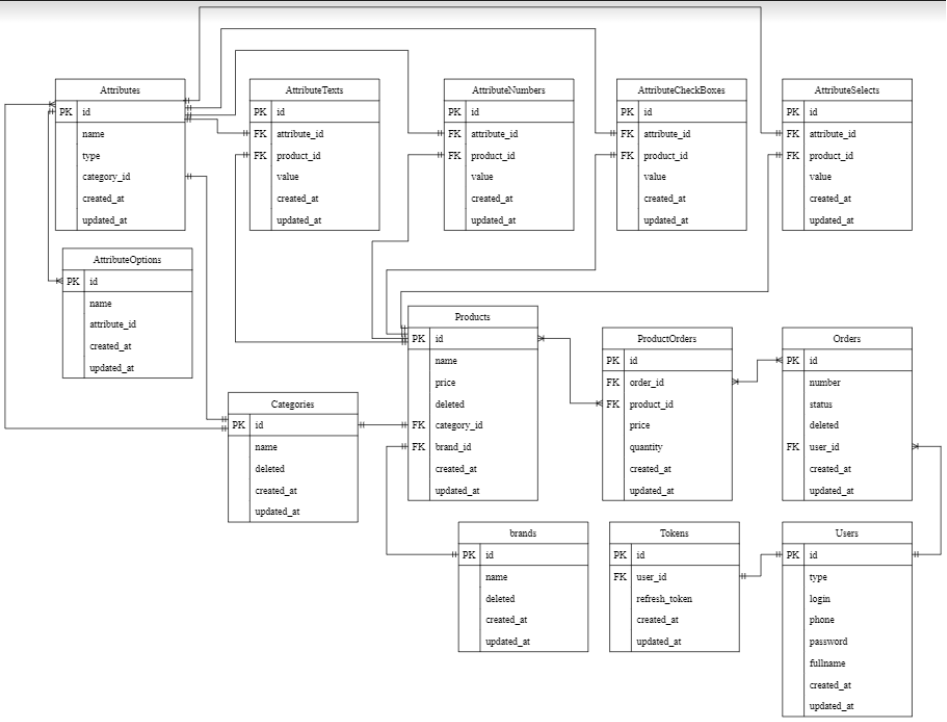 Attributes
PK id
name
type
category_id
created_at
updated_at
AttributeTexts
PK id
FK attribute_id
FK product_id
value
created_at
updated_at
AttributeNumbers
PK id
FK attribute_id
FK product_id
value
created_at
updated_at
AttributeCheckBoxes
PK id
FK attribute_id
FK product_id
value
created_at
updated_at
AttributeSelects
PK id
FK attribute_id
FK product_id
value
created_at
updated_at
AttributeOptions
PK id
name
attribute_id
created_at
updated_at
Products
PK id
name
price
deleted
FK category_id
FK brand_id
created_at
updated_at
ProductOrders
PK id
FK order_id
FK product_id
price
quantity
created_at
updated_at
Orders
PK id
number
status
deleted
FK user_id
created_at
updated_at
Categories
PK id
name
deleted
created_at
updated_at
brands
PK id
name
deleted
created_at
updated_at
Tokens
PK id
FK user_id
refresh_token
created_at
updated_at
Users
PK id
type
login
phone
password
fullname
created_at
updated_at